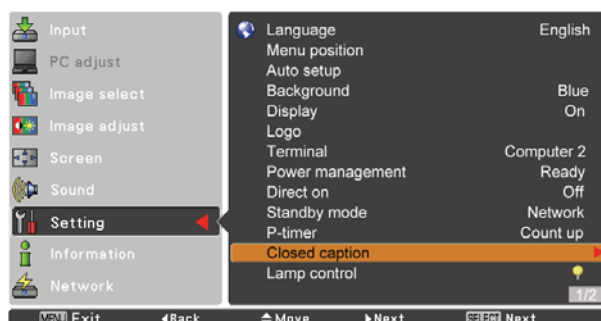 Input
PC adjust
Image select
Image adjust
Screen
Sound
Setting
Information
Network
Language English
Menu position
Auto setup
Background Blue
Display On
Logo
Terminal Computer 2
Power management Ready
Direct on Off
Standby mode Network
P-timer Count up
Closed caption
Lamp control
1/2
MENU Exit Back Move Next SELECT Next